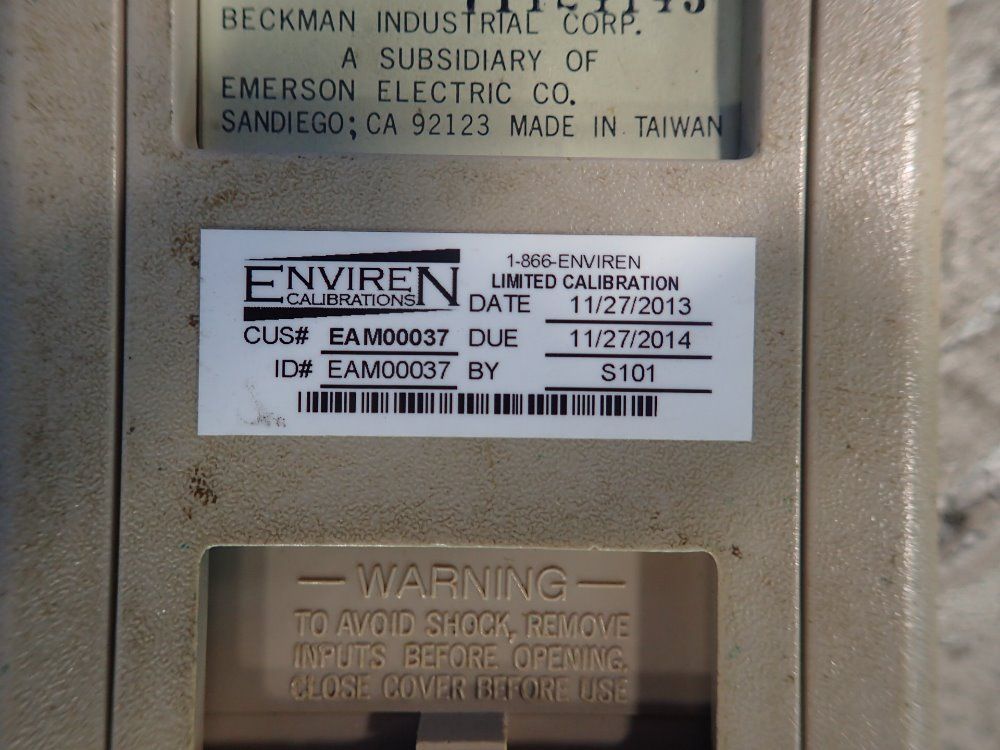 BECKMAN INDUSTRIAL CORP.
A SUBSIDIARY OF
EMERSON ELECTRIC CO.
SANDIEGO; CA 92123 MADE IN TAIWAN
ENVIREN
CALIBRATIONS
1-866-ENVIREN
LIMITED CALIBRATION
DATE 11/27/2013
CUS# EAM00037 DUE 11/27/2014
ID# EAM00037 BY S101
— WARNING —
TO AVOID SHOCK, REMOVE
INPUTS BEFORE OPENING.
CLOSE COVER BEFORE USE